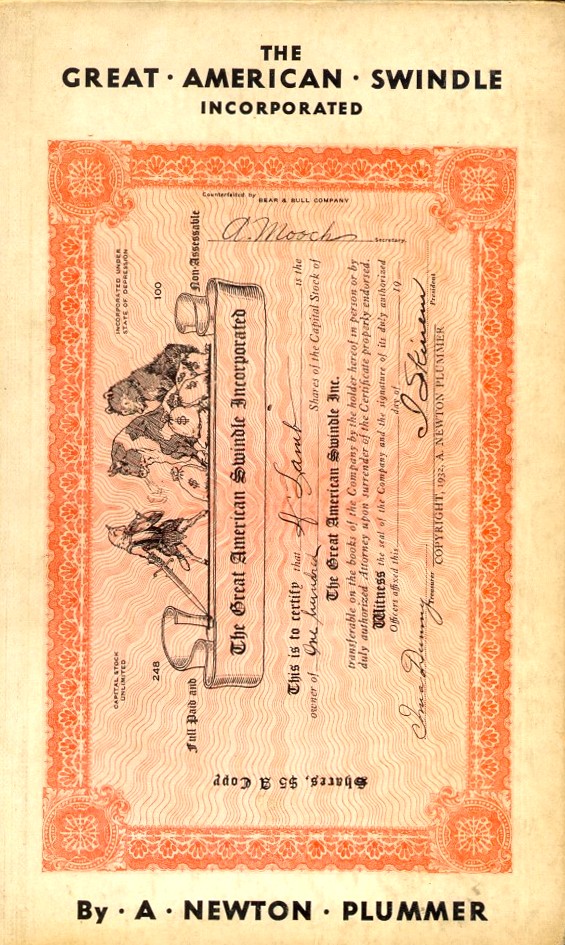 THE
GREAT · AMERICAN · SWINDLE
INCORPORATED
Counterfeited by BEAR & BULL COMPANY
A. Mooch Secretary.
INCORPORATED UNDER
STATE OF DEPRESSION
CAPITAL STOCK
UNLIMITED
248
100
Full Paid and
Non-Assessable
The Great American Swindle Incorporated
This is to certify that A Lamb is the
owner of One hundred Shares of the Capital Stock of
The Great American Swindle Inc.
transferable on the books of the Company by the holder hereof in person or by
duly authorized Attorney upon surrender of the Certificate properly endorsed.
Witness the seal of the Company and the signature of its duly authorized
Officers affixed this day of 19
Ima Dummy Treasurer
I Skinem President
COPYRIGHT, 1932, A. NEWTON PLUMMER
Shares, $5 A Copy
By · A · NEWTON · PLUMMER